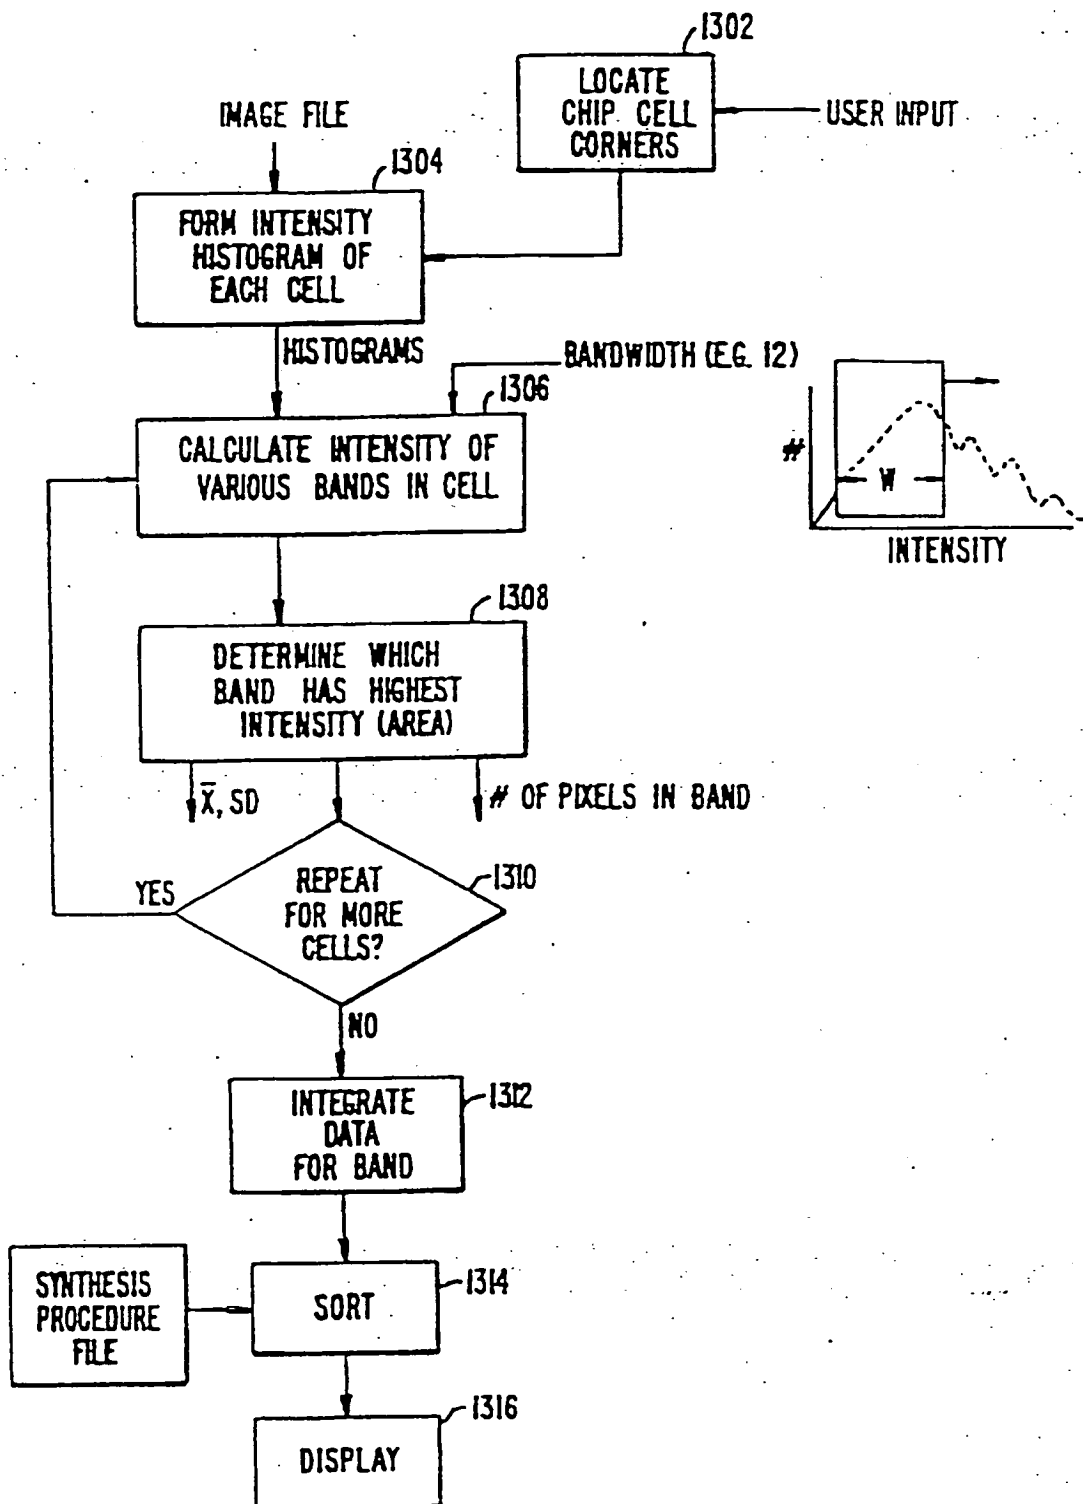 1302
LOCATE
CHIP CELL
CORNERS
USER INPUT
IMAGE FILE
1304
FORM INTENSITY
HISTOGRAM OF
EACH CELL
HISTOGRAMS
BANDWIDTH (E.G. 12)
1306
CALCULATE INTENSITY OF
VARIOUS BANDS IN CELL
#
W
INTENSITY
1308
DETERMINE WHICH
BAND HAS HIGHEST
INTENSITY (AREA)
X̅, SD
# OF PIXELS IN BAND
1310
YES
REPEAT
FOR MORE
CELLS?
NO
1312
INTEGRATE
DATA
FOR BAND
SYNTHESIS
PROCEDURE
FILE
1314
SORT
1316
DISPLAY